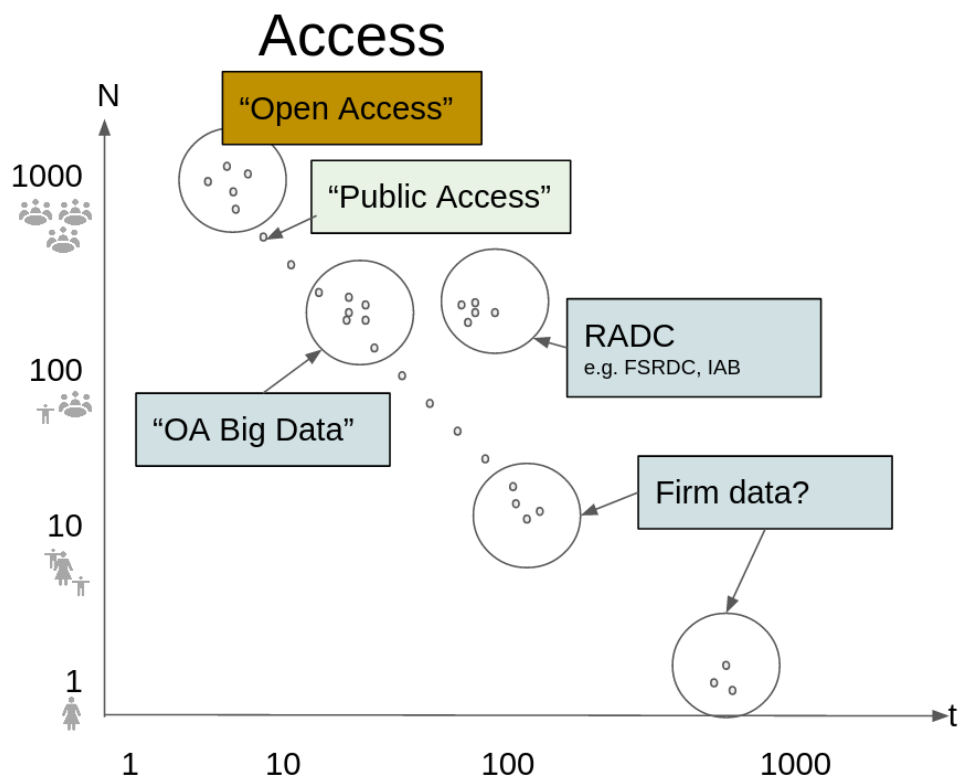 Access
N
“Open Access”
1000
“Public Access”
RADC
e.g. FSRDC, IAB
100
“OA Big Data”
Firm data?
10
1
t
1 10 100 1000